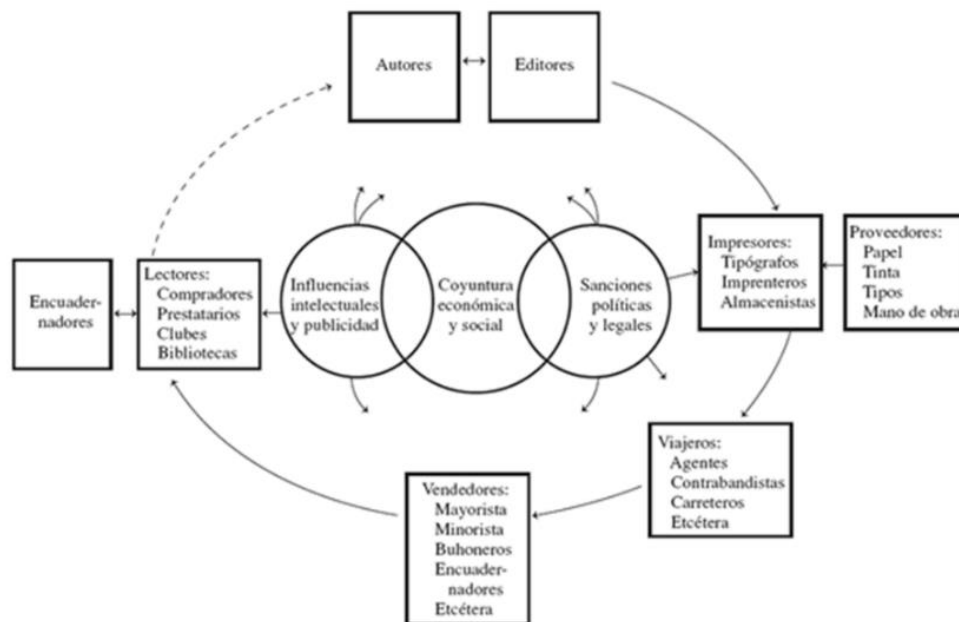 Autores
Editores
Impresores:
Tipógrafos
Imprenteros
Almacenistas
Proveedores:
Papel
Tinta
Tipos
Mano de obra
Influencias
intelectuales
y publicidad
Coyuntura
económica
y social
Sanciones
políticas
y legales
Encuader-
nadores
Lectores:
Compradores
Prestatarios
Clubes
Bibliotecas
Viajeros:
Agentes
Contrabandistas
Carreteros
Etcétera
Vendedores:
Mayorista
Minorista
Buhoneros
Encuader-
nadores
Etcétera